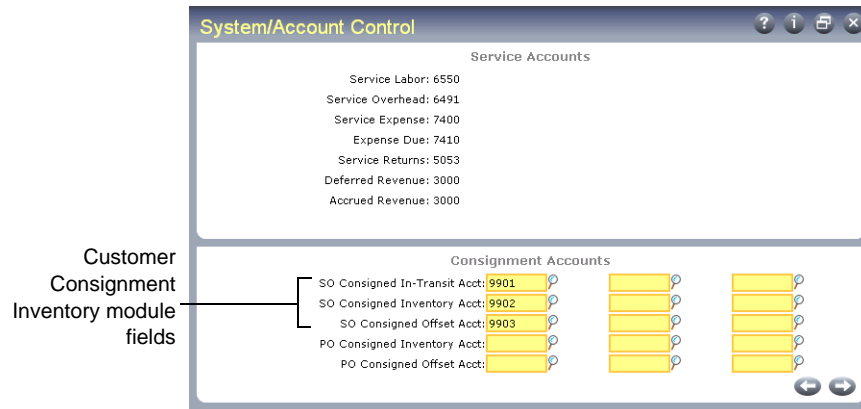 System/Account Control
Service Accounts
Service Labor: 6550
Service Overhead: 6491
Service Expense: 7400
Expense Due: 7410
Service Returns: 5053
Deferred Revenue: 3000
Accrued Revenue: 3000
Customer
Consignment
Inventory module
fields
Consignment Accounts
SO Consigned In-Transit Acct: 9901
SO Consigned Inventory Acct: 9902
SO Consigned Offset Acct: 9903
PO Consigned Inventory Acct:
PO Consigned Offset Acct: